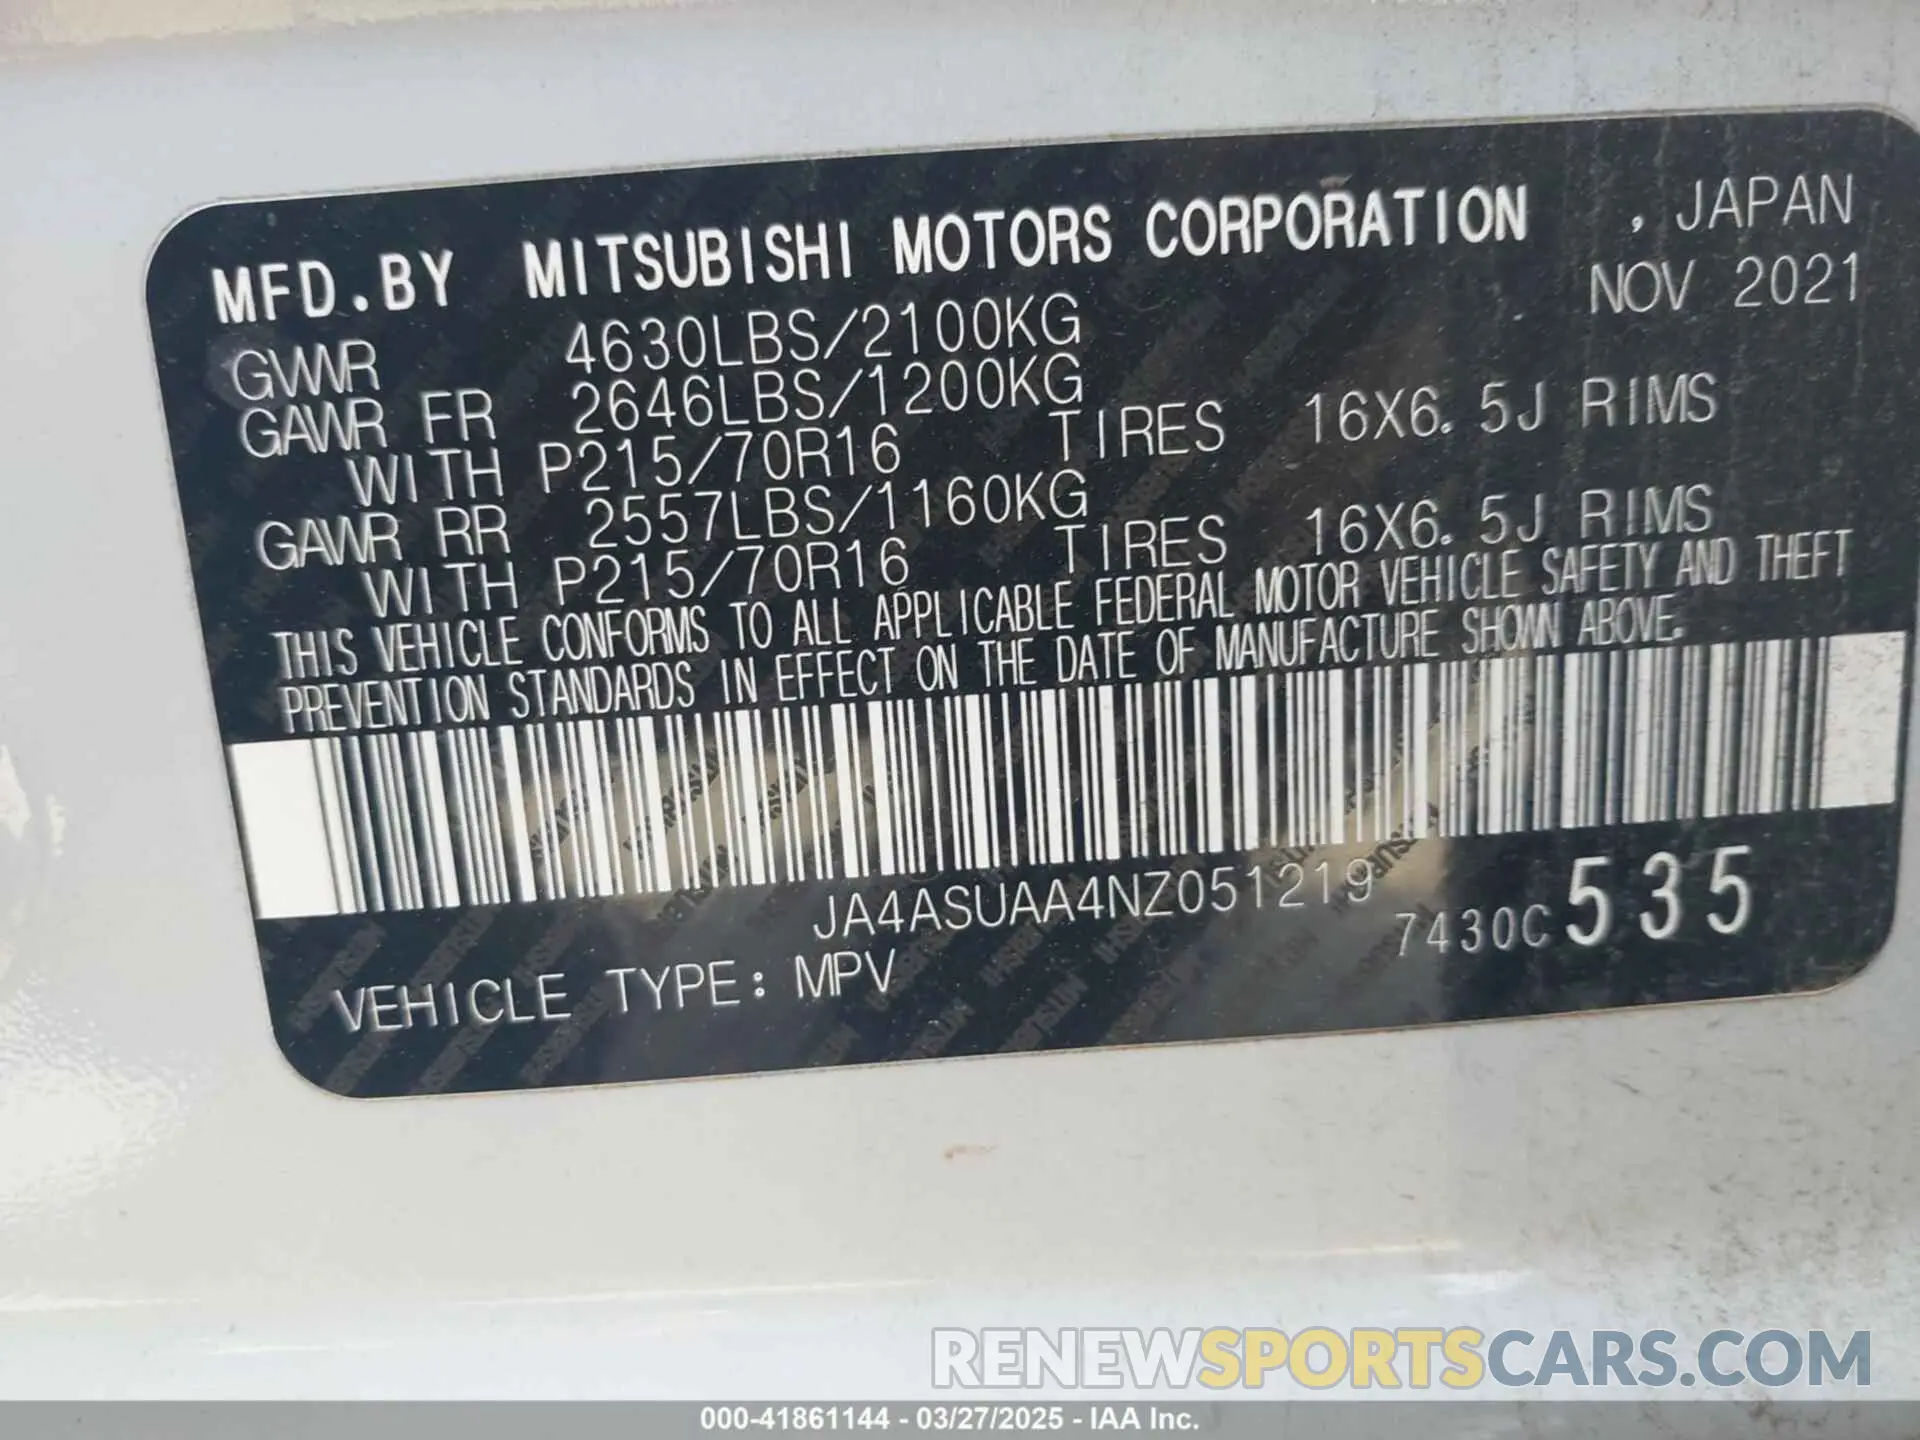 MFD.BY MITSUBISHI MOTORS CORPORATION , JAPAN
NOV 2021
GVWR 4630LBS/2100KG
GAWR FR 2646LBS/1200KG
WITH P215/70R16 TIRES 16X6.5J RIMS
GAWR RR 2557LBS/1160KG
WITH P215/70R16 TIRES 16X6.5J RIMS
THIS VEHICLE CONFORMS TO ALL APPLICABLE FEDERAL MOTOR VEHICLE SAFETY AND THEFT
PREVENTION STANDARDS IN EFFECT ON THE DATE OF MANUFACTURE SHOWN ABOVE.
JA4ASUAA4NZ051219
7430C 535
VEHICLE TYPE: MPV
RENEWSPORTSCARS.COM
000-41861144 - 03/27/2025 - IAA Inc.